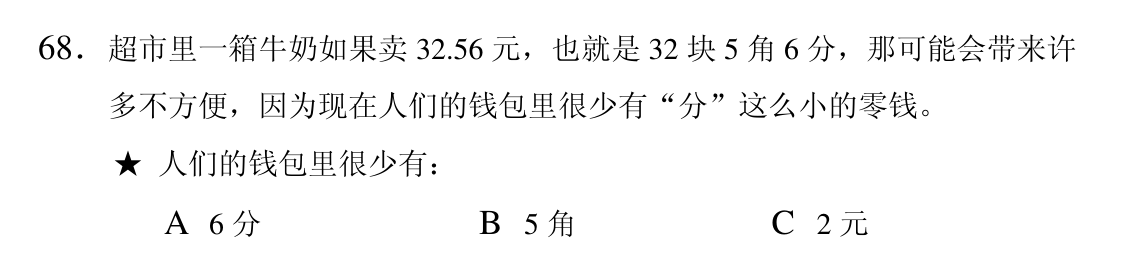 68．超市里一箱牛奶如果卖 32.56 元，也就是 32 块 5 角 6 分，那可能会带来许
多不方便，因为现在人们的钱包里很少有“分”这么小的零钱。
★ 人们的钱包里很少有：
A 6 分 B 5 角 C 2 元